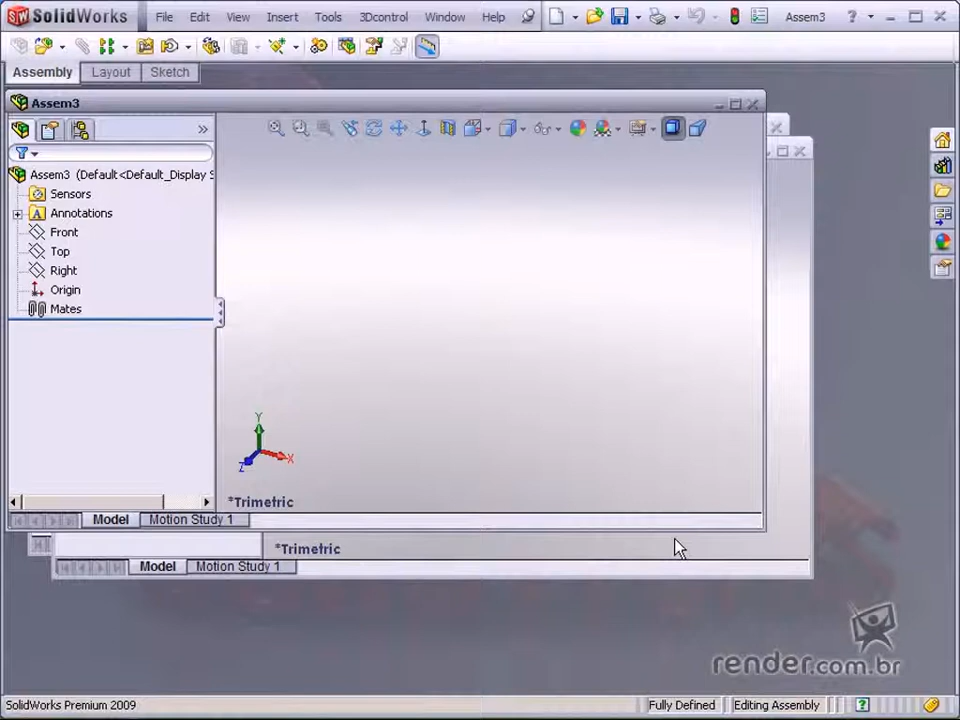 SolidWorks File Edit View Insert Tools 3Dcontrol Window Help Assem3
Assembly Layout Sketch
Assem3
Assem3 (Default<Default_Display S
Sensors
Annotations
Front
Top
Right
Origin
Mates
Y
X
Z
*Trimetric
Model Motion Study 1
*Trimetric
Model Motion Study 1
render.com.br
SolidWorks Premium 2009 Fully Defined Editing Assembly